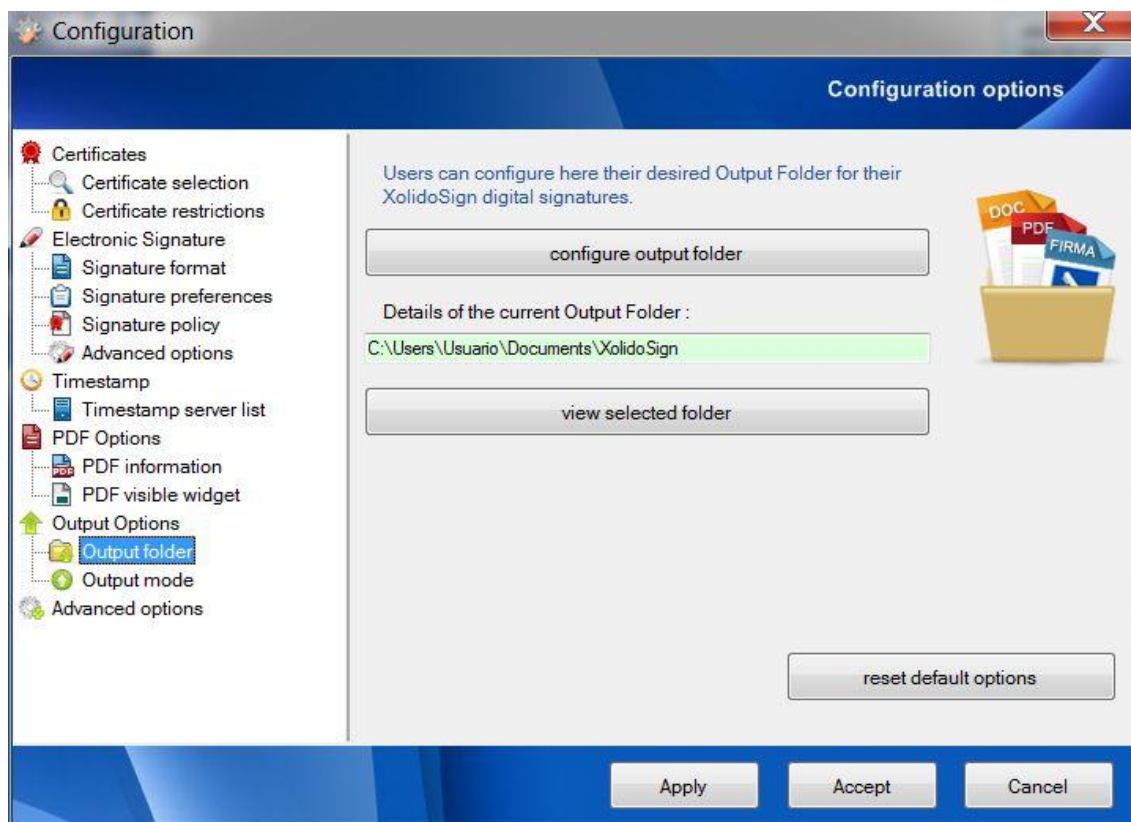 Configuration
X
Configuration options
Certificates
Certificate selection
Certificate restrictions
Electronic Signature
Signature format
Signature preferences
Signature policy
Advanced options
Timestamp
Timestamp server list
PDF Options
PDF information
PDF visible widget
Output Options
Output folder
Output mode
Advanced options
Users can configure here their desired Output Folder for their
XolidoSign digital signatures.
configure output folder
Details of the current Output Folder :
C:\Users\Usuario\Documents\XolidoSign
view selected folder
DOC
PDF
FIRMA
reset default options
Apply
Accept
Cancel